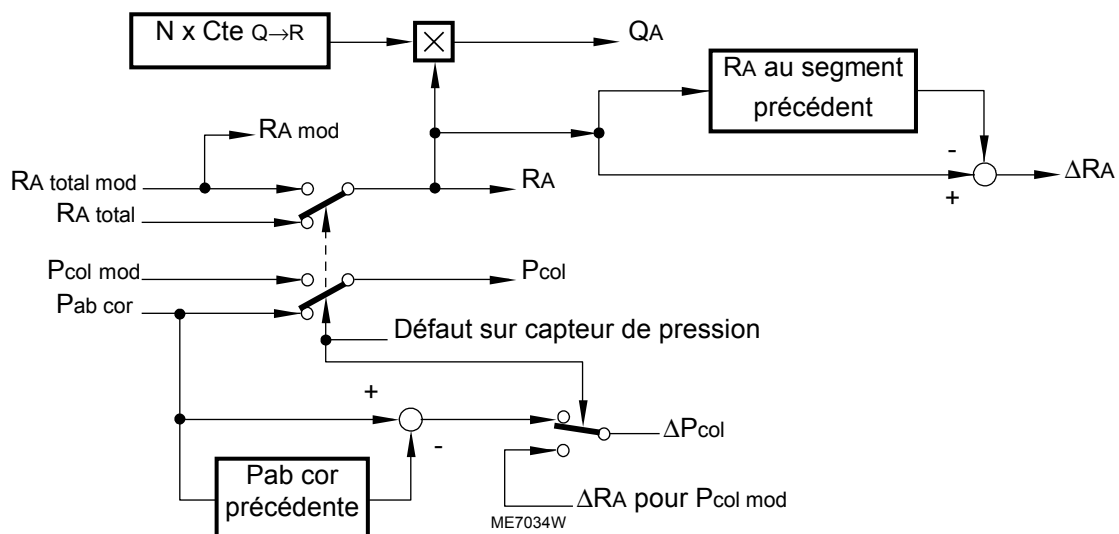 N x Cte Q→R
×
QA
RA au segment
précédent
RA mod
-
RA total mod
RA
+
ΔRA
RA total
Pcol mod
Pcol
Pab cor
Défaut sur capteur de pression
+
-
ΔPcol
Pab cor
précédente
ΔRA pour Pcol mod
ME7034W